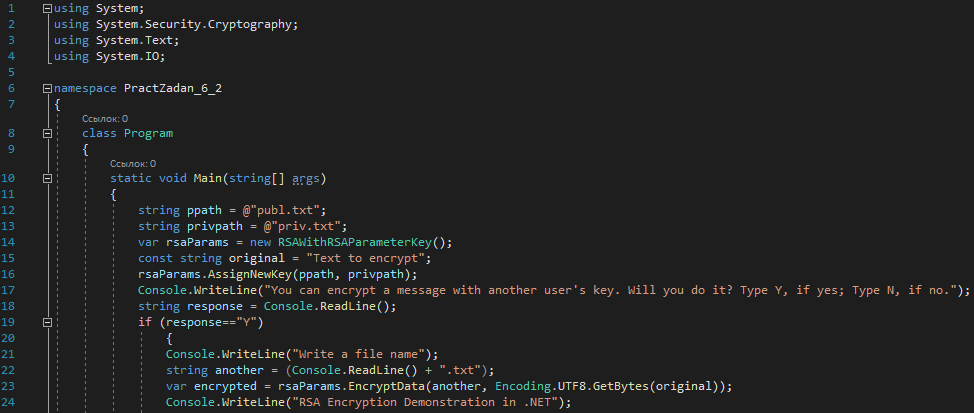 1 using System;
2 using System.Security.Cryptography;
3 using System.Text;
4 using System.IO;
5
6 namespace PractZadan_6_2
7 {
Ссылок: 0
8 class Program
9 {
Ссылок: 0
10 static void Main(string[] args)
11 {
12 string ppath = @"publ.txt";
13 string privpath = @"priv.txt";
14 var rsaParams = new RSAWithRSAParameterKey();
15 const string original = "Text to encrypt";
16 rsaParams.AssignNewKey(ppath, privpath);
17 Console.WriteLine("You can encrypt a message with another user's key. Will you do it? Type Y, if yes; Type N, if no.");
18 string response = Console.ReadLine();
19 if (response=="Y")
20 {
21 Console.WriteLine("Write a file name");
22 string another = (Console.ReadLine() + ".txt");
23 var encrypted = rsaParams.EncryptData(another, Encoding.UTF8.GetBytes(original));
24 Console.WriteLine("RSA Encryption Demonstration in .NET");